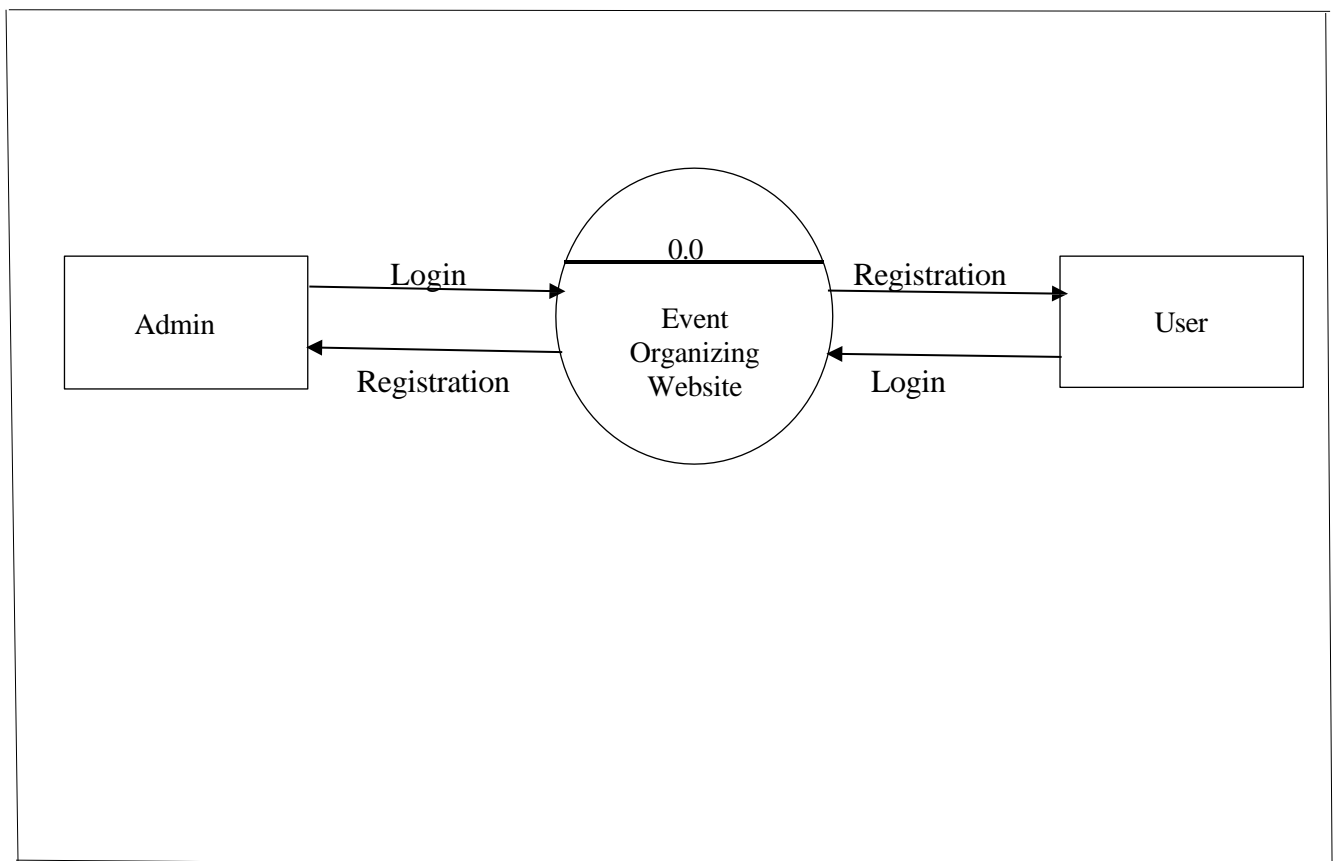 0.0
Login
Registration
Admin
Event
Organizing
Website
User
Registration
Login